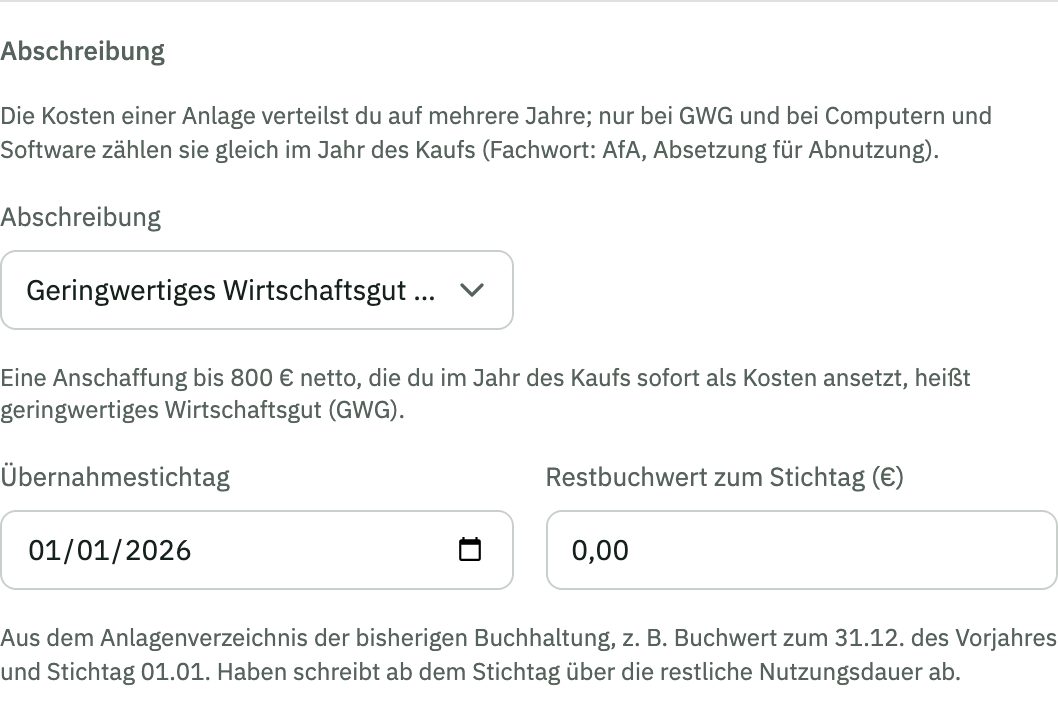 Abschreibung
Die Kosten einer Anlage verteilst du auf mehrere Jahre; nur bei GWG und bei Computern und
Software zählen sie gleich im Jahr des Kaufs (Fachwort: AfA, Absetzung für Abnutzung).
Abschreibung
Geringwertiges Wirtschaftsgut ...
Eine Anschaffung bis 800 € netto, die du im Jahr des Kaufs sofort als Kosten ansetzt, heißt
geringwertiges Wirtschaftsgut (GWG).
Übernahmestichtag
Restbuchwert zum Stichtag (€)
01/01/2026
0,00
Aus dem Anlagenverzeichnis der bisherigen Buchhaltung, z. B. Buchwert zum 31.12. des Vorjahres
und Stichtag 01.01. Haben schreibt ab dem Stichtag über die restliche Nutzungsdauer ab.